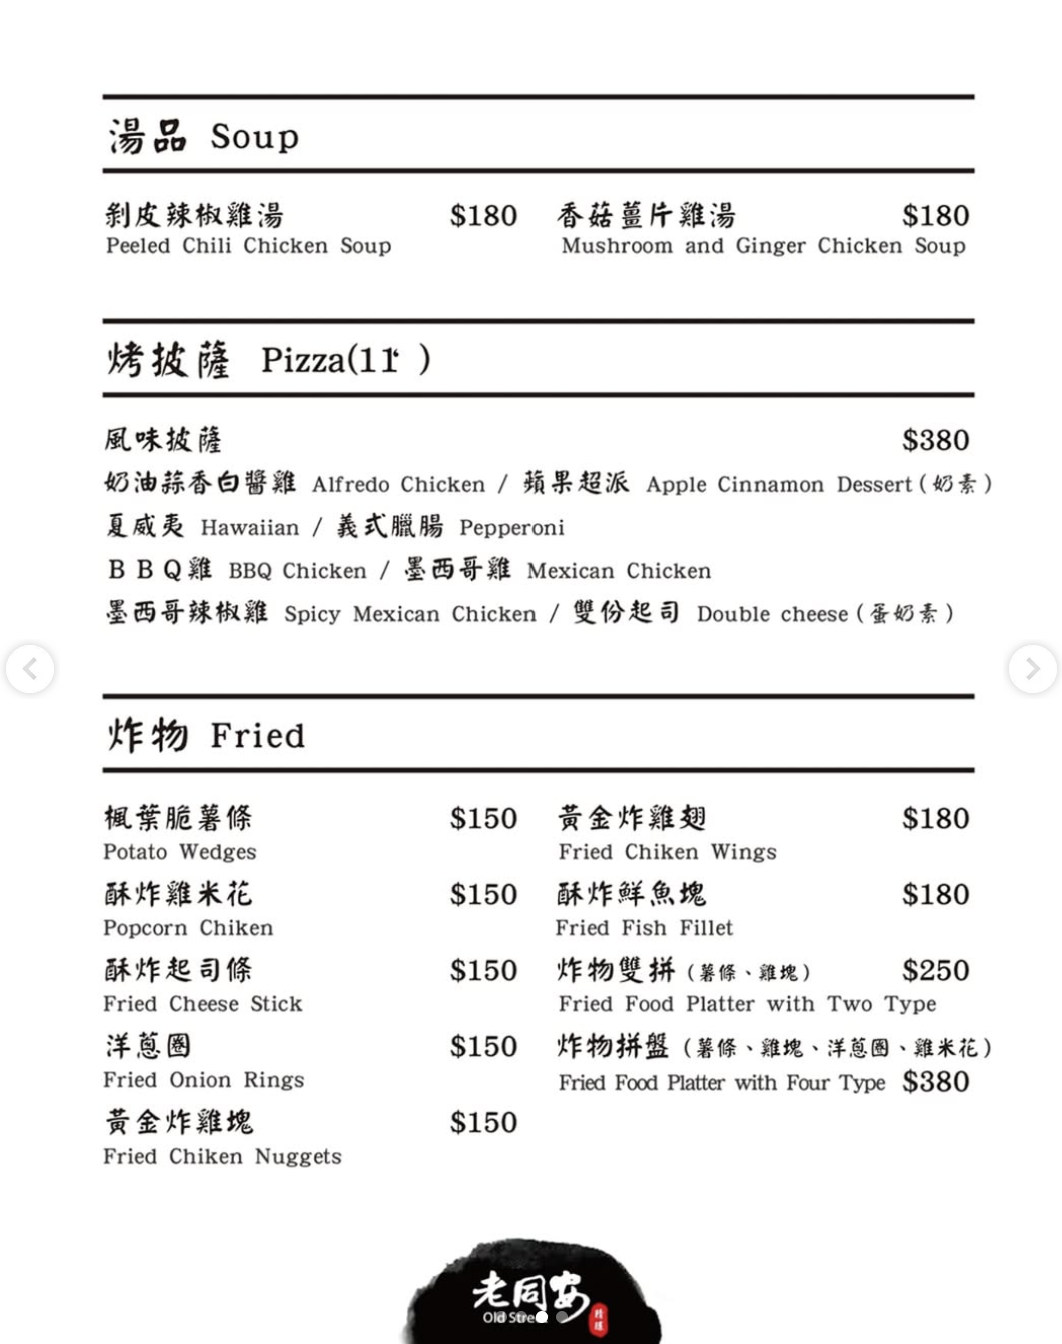 湯品 Soup
剝皮辣椒雞湯 $180
Peeled Chili Chicken Soup
香菇薑片雞湯 $180
Mushroom and Ginger Chicken Soup
烤披薩 Pizza(11吋)
風味披薩 $380
奶油蒜香白醬雞 Alfredo Chicken / 蘋果超派 Apple Cinnamon Dessert(奶素)
夏威夷 Hawaiian / 義式臘腸 Pepperoni
BBQ雞 BBQ Chicken / 墨西哥雞 Mexican Chicken
墨西哥辣椒雞 Spicy Mexican Chicken / 雙份起司 Double cheese(蛋奶素)
炸物 Fried
楓葉脆薯條 $150
Potato Wedges
酥炸雞米花 $150
Popcorn Chiken
酥炸起司條 $150
Fried Cheese Stick
洋蔥圈 $150
Fried Onion Rings
黃金炸雞塊 $150
Fried Chiken Nuggets
黃金炸雞翅 $180
Fried Chiken Wings
酥炸鮮魚塊 $180
Fried Fish Fillet
炸物雙拼(薯條、雞塊) $250
Fried Food Platter with Two Type
炸物拼盤(薯條、雞塊、洋蔥圈、雞米花)
Fried Food Platter with Four Type $380
老同安
Old